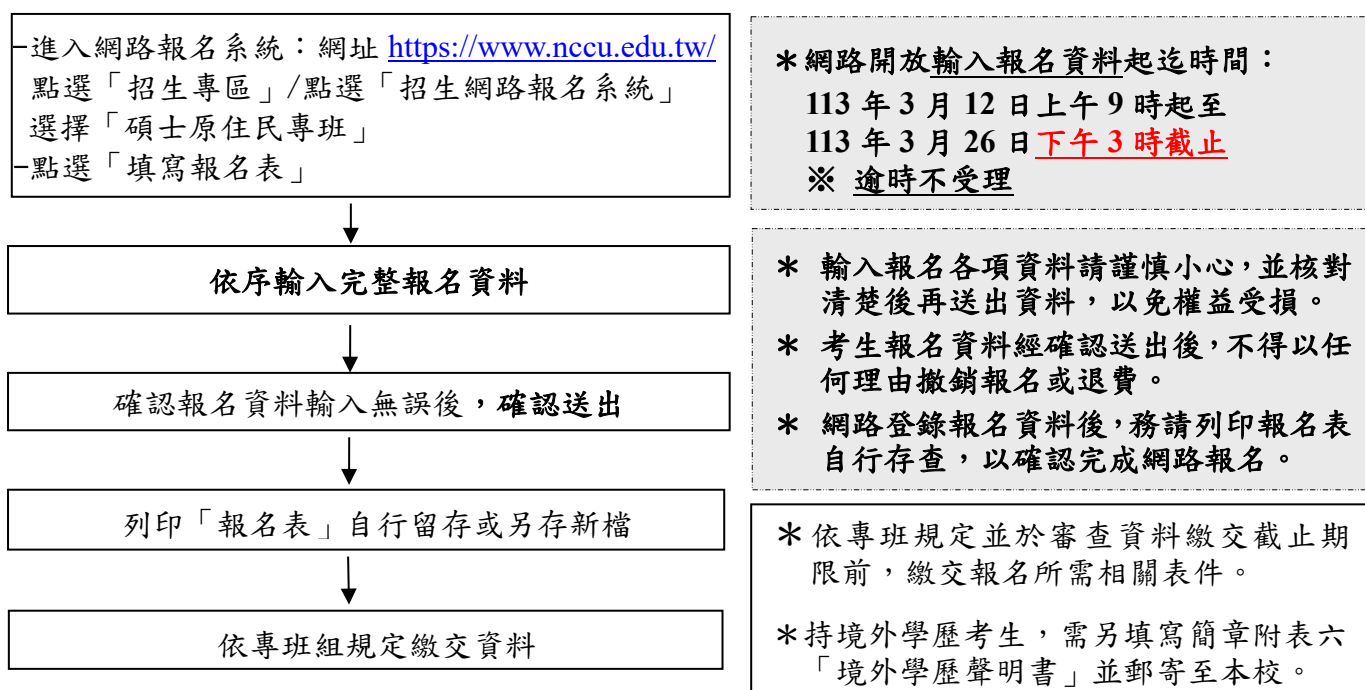 -進入網路報名系統：網址 https://www.nccu.edu.tw/
點選「招生專區」/點選「招生網路報名系統」
選擇「碩士原住民專班」
-點選「填寫報名表」
依序輸入完整報名資料
確認報名資料輸入無誤後，確認送出
列印「報名表」自行留存或另存新檔
依專班組規定繳交資料
＊網路開放輸入報名資料起迄時間：
113 年 3 月 12 日上午 9 時起至
113 年 3 月 26 日下午 3 時截止
※ 逾時不受理
＊ 輸入報名各項資料請謹慎小心，並核對
清楚後再送出資料，以免權益受損。
＊ 考生報名資料經確認送出後，不得以任
何理由撤銷報名或退費。
＊ 網路登錄報名資料後，務請列印報名表
自行存查，以確認完成網路報名。
＊依專班規定並於審查資料繳交截止期
限前，繳交報名所需相關表件。
＊持境外學歷考生，需另填寫簡章附表六
「境外學歷聲明書」並郵寄至本校。